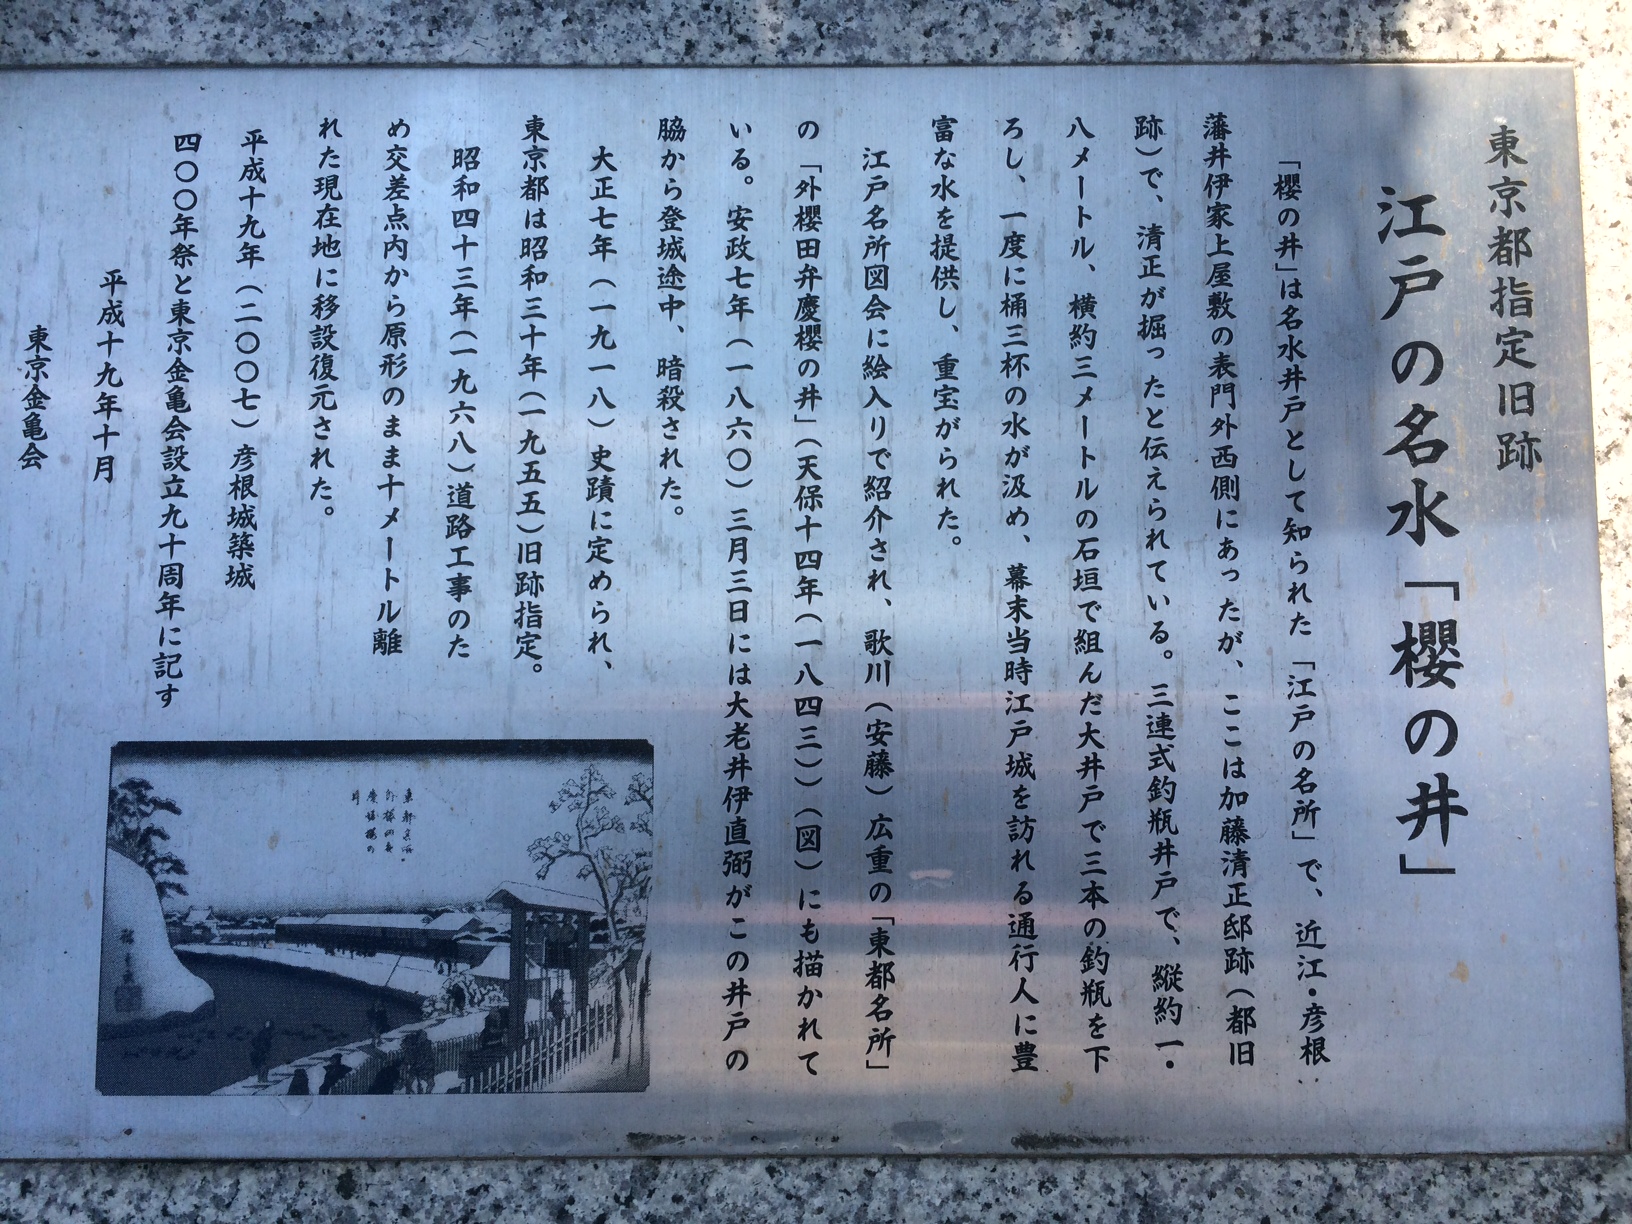 東京都指定旧跡
江戸の名水「櫻の井」
「櫻の井」は名水井戸として知られた「江戸の名所」で、近江・彦根
藩井伊家上屋敷の表門外西側にあったが、ここは加藤清正邸跡(都旧
跡)で、清正が掘ったと伝えられている。三連式釣瓶井戸で、縦約一・
八メートル、横約三メートルの石垣で組んだ大井戸で三本の釣瓶を下
ろし、一度に桶三杯の水が汲め、幕末当時江戸城を訪れる通行人に豊
富な水を提供し、重宝がられた。
江戸名所図会に絵入りで紹介され、歌川(安藤)広重の「東都名所」
の「外櫻田弁慶櫻の井」(天保十四年(一八四三))(図)にも描かれて
いる。安政七年(一八六〇)三月三日には大老井伊直弼がこの井戸の
脇から登城途中、暗殺された。
大正七年(一九一八)史蹟に定められ、
東京都は昭和三十年(一九五五)旧跡指定。
昭和四十三年(一九六八)道路工事のた
め交差点内から原形のまま十メートル離
れた現在地に移設復元された。
平成十九年(二〇〇七)彦根城築城
四〇〇年祭と東京金亀会設立九十周年に記す
平成十九年十月
東京金亀会